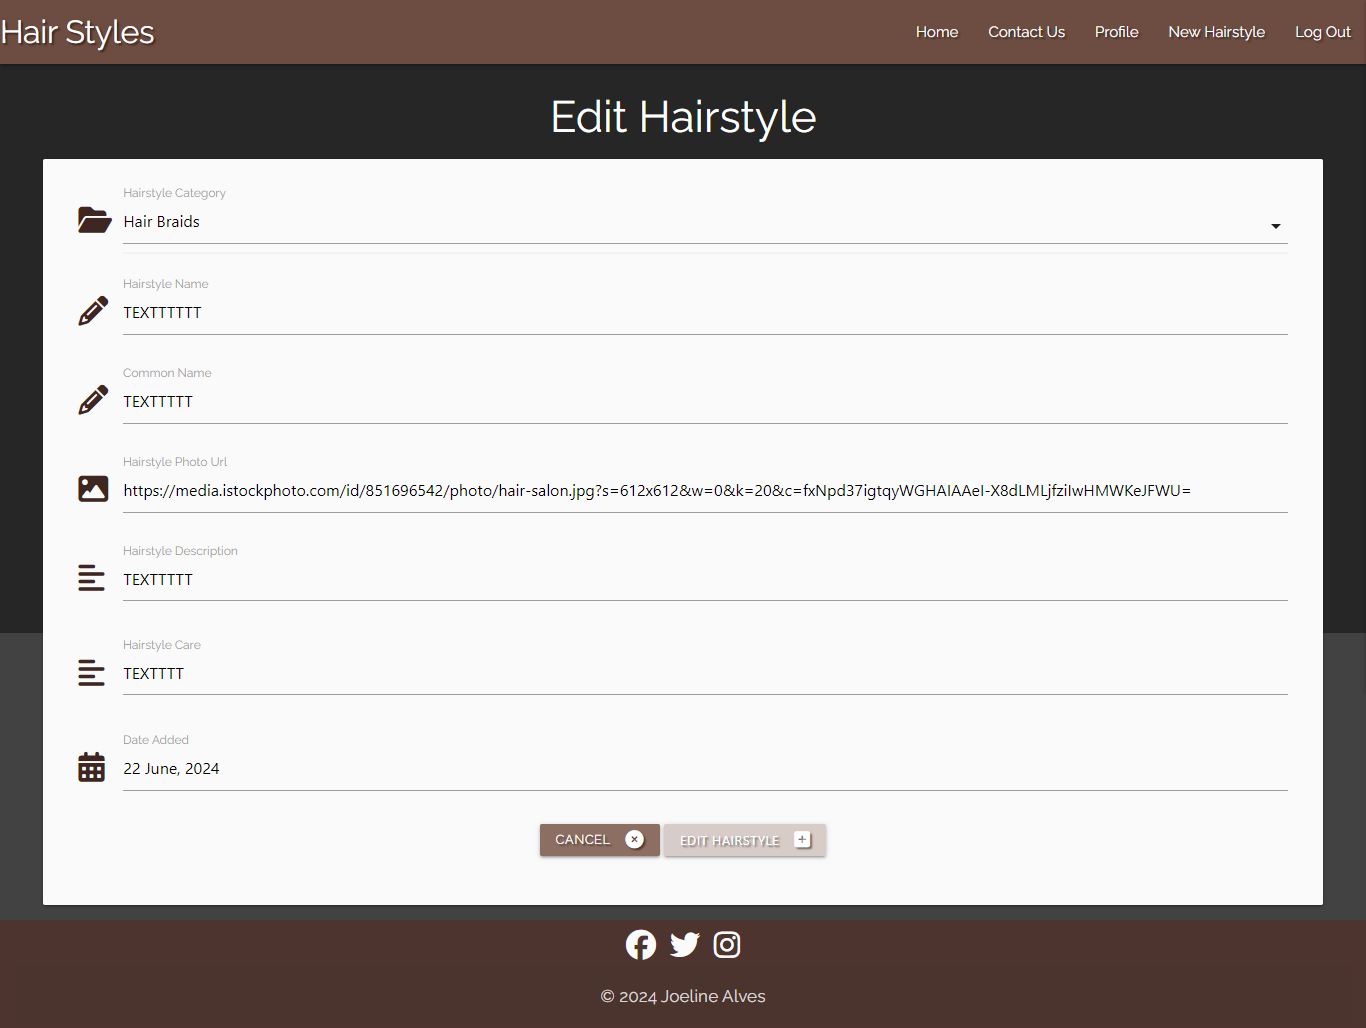 Hair Styles
Home Contact Us Profile New Hairstyle Log Out
Edit Hairstyle
Hairstyle Category
Hair Braids
Hairstyle Name
TEXTTTTTT
Common Name
TEXTTTTT
Hairstyle Photo Url
https://media.istockphoto.com/id/851696542/photo/hair-salon.jpg?s=612x612&w=0&k=20&c=fxNpd37igtqyWGHAIAAeI-X8dLMLjfziIwHMWKeJFWU=
Hairstyle Description
TEXTTTTT
Hairstyle Care
TEXTTTT
Date Added
22 June, 2024
CANCEL EDIT HAIRSTYLE
© 2024 Joeline Alves